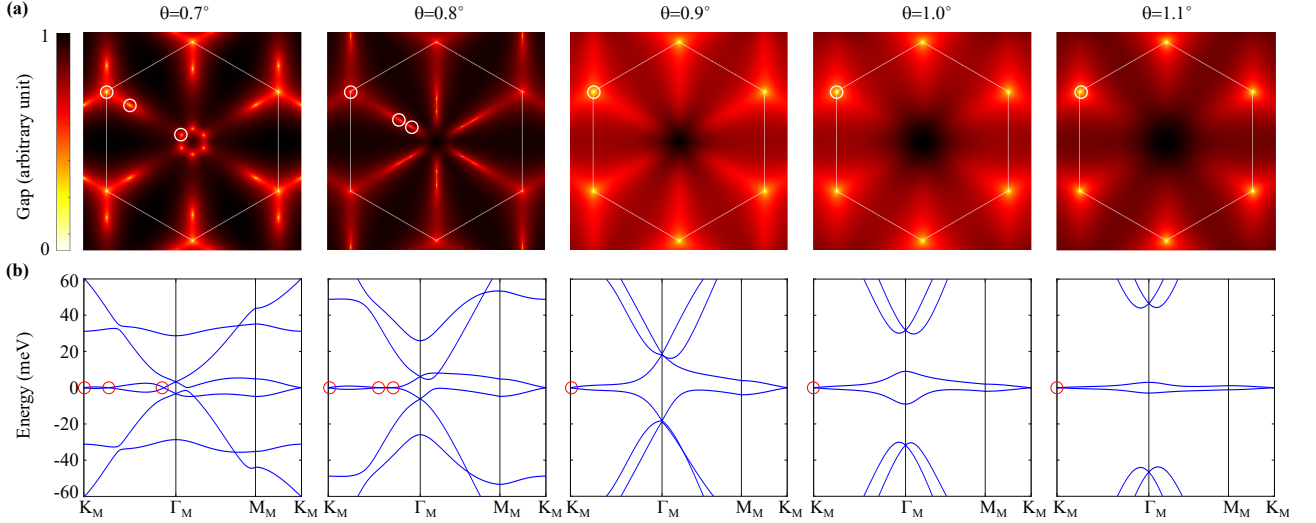 (a)
θ=0.7° θ=0.8° θ=0.9° θ=1.0° θ=1.1°
1
Gap (arbitrary unit)
0
(b)
60
40
20
0
-20
-40
-60
Energy (meV)
K_M Γ_M M_M K_M K_M Γ_M M_M K_M K_M Γ_M M_M K_M K_M Γ_M M_M K_M K_M Γ_M M_M K_M